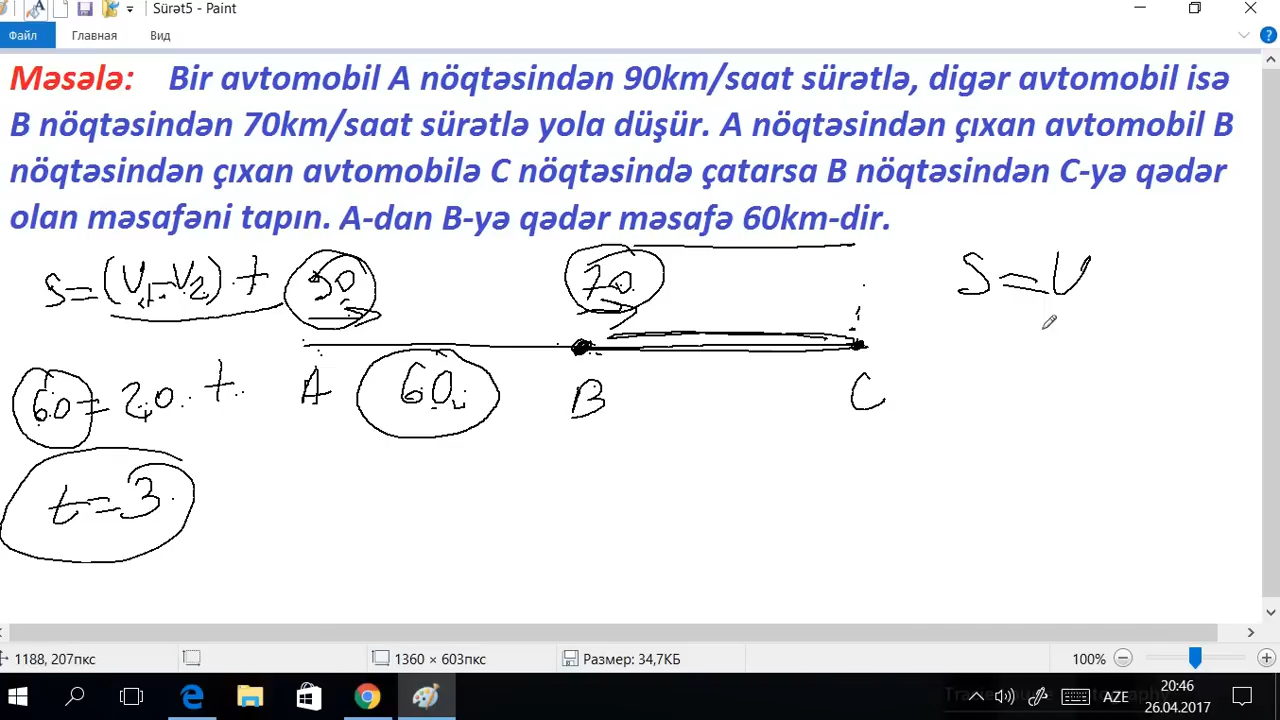 Sürət5 - Paint
Файл Главная Вид
Məsələ: Bir avtomobil A nöqtəsindən 90km/saat sürətlə, digər avtomobil isə
B nöqtəsindən 70km/saat sürətlə yola düşür. A nöqtəsindən çıxan avtomobil B
nöqtəsindən çıxan avtomobilə C nöqtəsində çatarsa B nöqtəsindən C-yə qədər
olan məsafəni tapın. A-dan B-yə qədər məsafə 60km-dir.
S=(V1-V2)t 90 70 S=V
60=20t A 60 B C
t=3
1188, 207пкс 1360 × 603пкс Размер: 34,7КБ 100%
AZE 20:46
26.04.2017